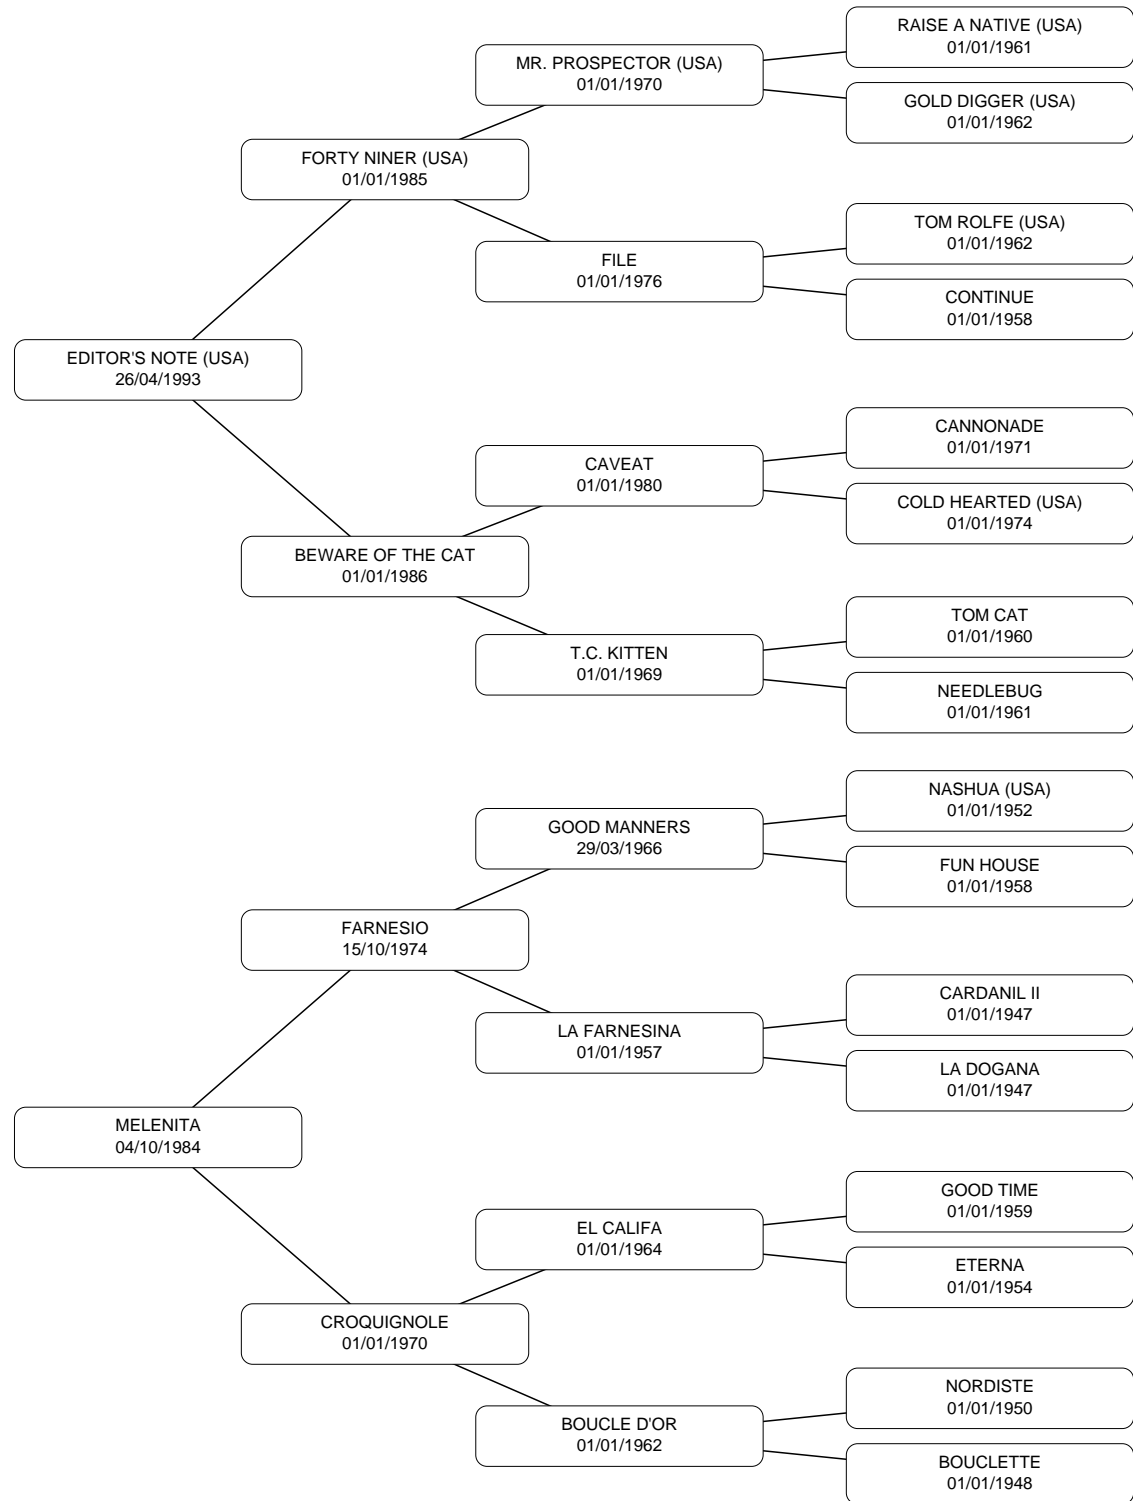 RAISE A NATIVE (USA)
01/01/1961
MR. PROSPECTOR (USA)
01/01/1970
GOLD DIGGER (USA)
01/01/1962
FORTY NINER (USA)
01/01/1985
TOM ROLFE (USA)
01/01/1962
FILE
01/01/1976
CONTINUE
01/01/1958
EDITOR'S NOTE (USA)
26/04/1993
CANNONADE
01/01/1971
CAVEAT
01/01/1980
COLD HEARTED (USA)
01/01/1974
BEWARE OF THE CAT
01/01/1986
TOM CAT
01/01/1960
T.C. KITTEN
01/01/1969
NEEDLEBUG
01/01/1961
NASHUA (USA)
01/01/1952
GOOD MANNERS
29/03/1966
FUN HOUSE
01/01/1958
FARNESIO
15/10/1974
CARDANIL II
01/01/1947
LA FARNESINA
01/01/1957
LA DOGANA
01/01/1947
MELENITA
04/10/1984
GOOD TIME
01/01/1959
EL CALIFA
01/01/1964
ETERNA
01/01/1954
CROQUIGNOLE
01/01/1970
NORDISTE
01/01/1950
BOUCLE D'OR
01/01/1962
BOUCLETTE
01/01/1948